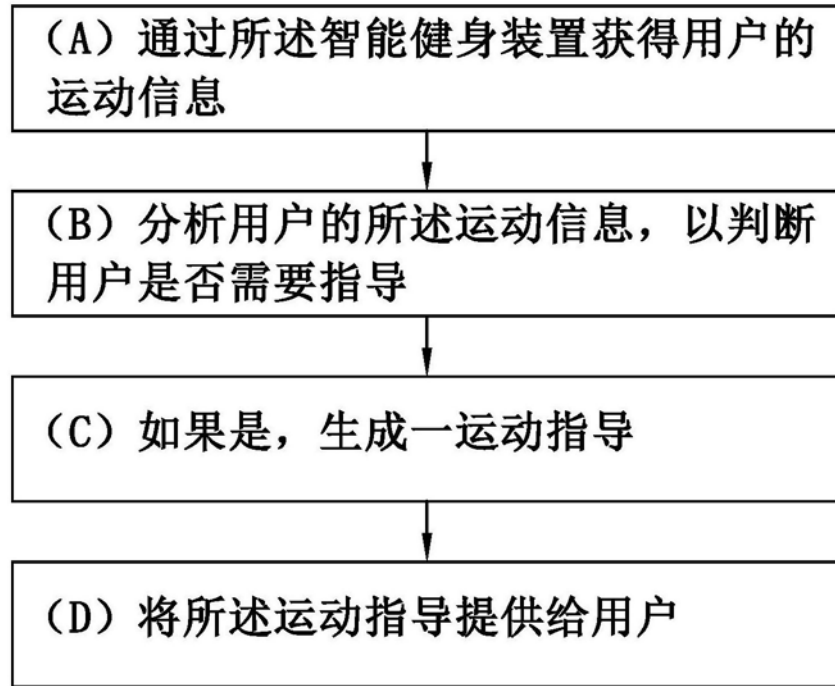 （A）通过所述智能健身装置获得用户的
运动信息
（B）分析用户的所述运动信息，以判断
用户是否需要指导
（C）如果是，生成一运动指导
（D）将所述运动指导提供给用户